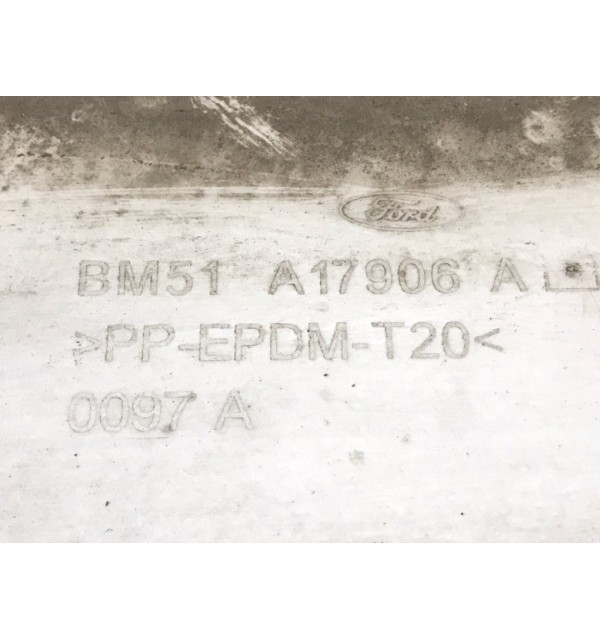 Ford
BM51 A17906 A
>PP-EPDM-T20<
0097 A